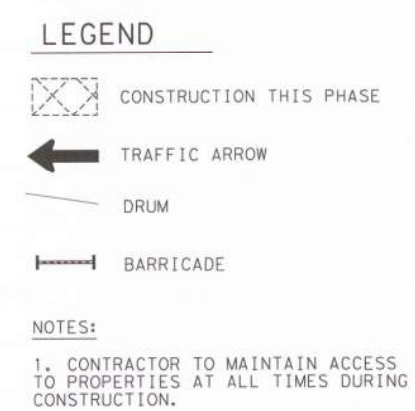 LEGEND
CONSTRUCTION THIS PHASE
TRAFFIC ARROW
DRUM
BARRICADE
NOTES:
1. CONTRACTOR TO MAINTAIN ACCESS
TO PROPERTIES AT ALL TIMES DURING
CONSTRUCTION.